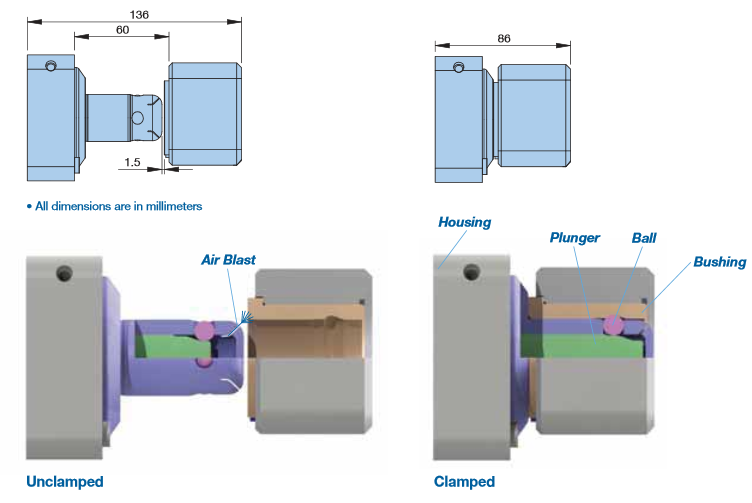 136
60
86
1.5
• All dimensions are in millimeters
Housing
Plunger
Ball
Bushing
Air Blast
Unclamped
Clamped